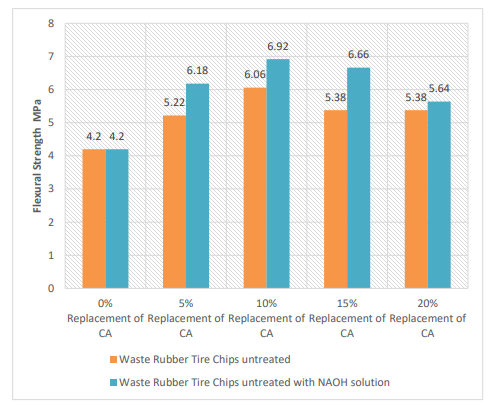 8
7
6
5
4
3
2
1
0
Flexural Strength MPa
4.2 4.2
5.22 6.18
6.06 6.92
5.38 6.66
5.38 5.64
0% 5% 10% 15% 20%
Replacement of Replacement of Replacement of Replacement of Replacement of
CA CA CA CA CA
Waste Rubber Tire Chips untreated
Waste Rubber Tire Chips untreated with NAOH solution